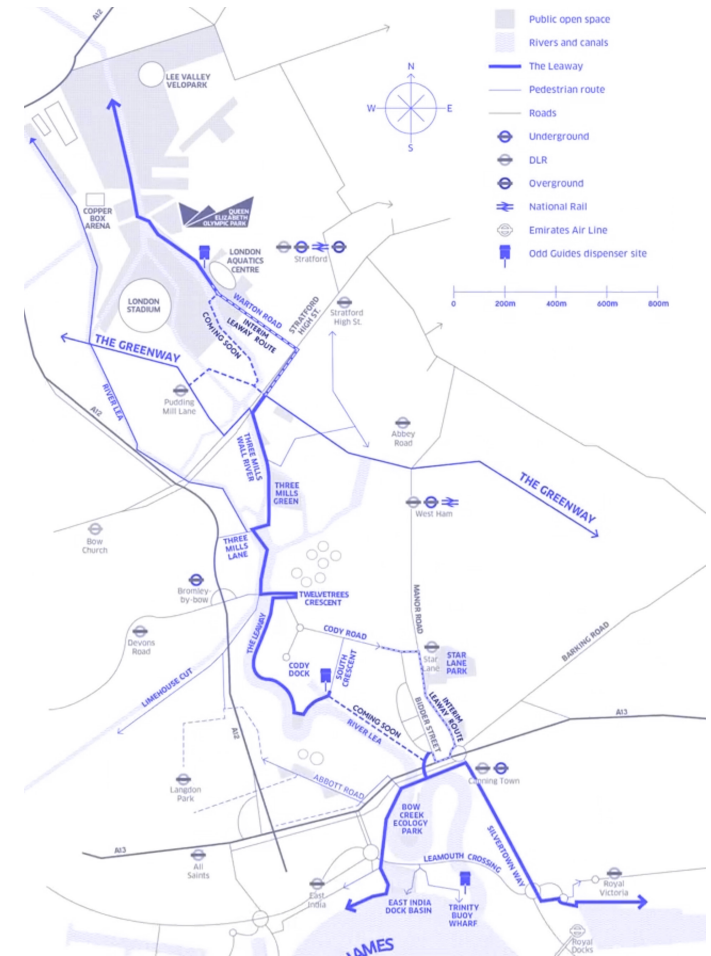 A12
LEE VALLEY
VELOPARK
N
W
E
S
Public open space
Rivers and canals
The Leaway
Pedestrian route
Roads
Underground
DLR
Overground
National Rail
Emirates Air Line
Odd Guides dispenser site
0
200m
400m
600m
800m
COPPER
BOX
ARENA
QUEEN
ELIZABETH
OLYMPIC PARK
LONDON
AQUATICS
CENTRE
Stratford
LONDON
STADIUM
WARTON ROAD
INTERIM
LEAWAY ROUTE
COMING SOON
STRATFORD
HIGH ST.
Stratford
High St.
THE GREENWAY
Pudding
Mill Lane
RIVER LEA
A12
Abbey
Road
THREE MILLS
WALL RIVER
THREE
MILLS
GREEN
THE GREENWAY
West Ham
Bow
Church
THREE
MILLS
LANE
Bromley-
by-bow
TWELVETREES
CRESCENT
Devons
Road
THE LEAWAY
CODY ROAD
MANOR ROAD
BARKING ROAD
Star
Lane
STAR
LANE
PARK
CODY
DOCK
SOUTH
CRESCENT
LIMEHOUSE CUT
INTERIM
LEAWAY ROUTE
BIDDER STREET
COMING SOON
RIVER LEA
A13
A12
Langdon
Park
ABBOTT ROAD
Canning Town
BOW
CREEK
ECOLOGY
PARK
SILVERTOWN WAY
A13
All
Saints
LEAMOUTH CROSSING
East
India
EAST INDIA
DOCK BASIN
TRINITY
BUOY
WHARF
Royal
Victoria
Royal
Docks
JAMES